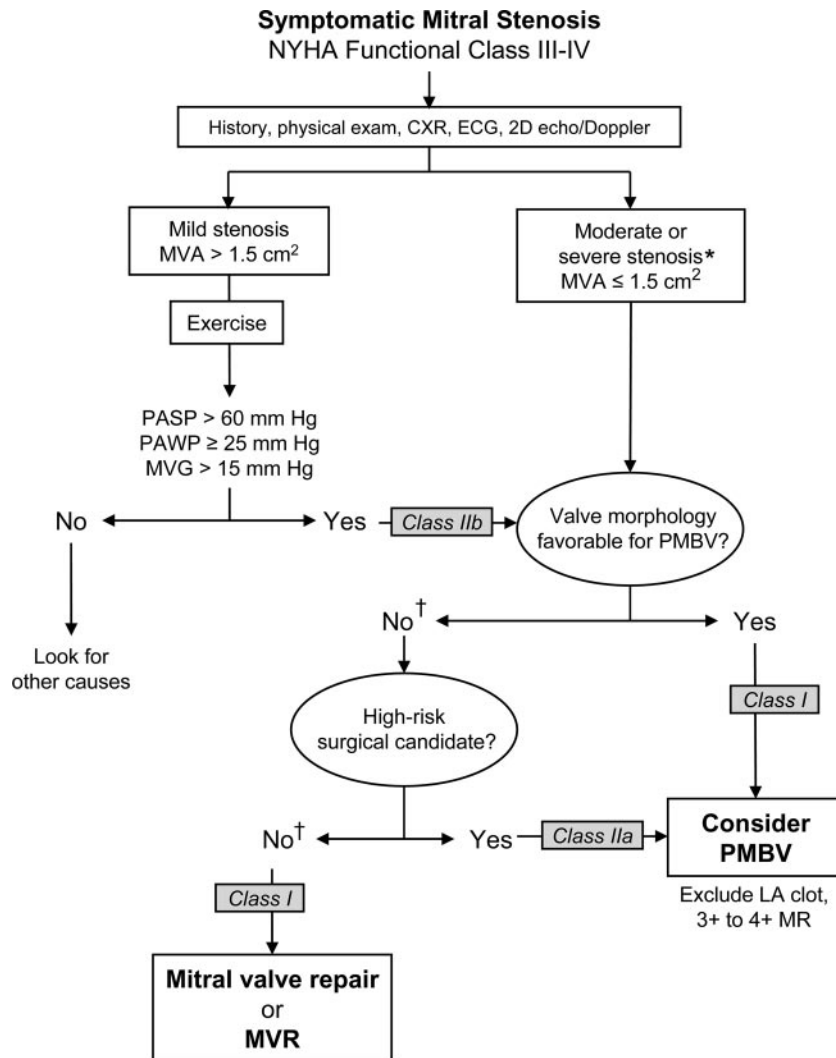 Symptomatic Mitral Stenosis
NYHA Functional Class III-IV
History, physical exam, CXR, ECG, 2D echo/Doppler
Mild stenosis
MVA > 1.5 cm²
Moderate or
severe stenosis*
MVA ≤ 1.5 cm²
Exercise
PASP > 60 mm Hg
PAWP ≥ 25 mm Hg
MVG > 15 mm Hg
No
Yes
Class IIb
Valve morphology
favorable for PMBV?
Look for
other causes
No†
Yes
High-risk
surgical candidate?
Class I
No†
Yes
Class IIa
Consider
PMBV
Exclude LA clot,
3+ to 4+ MR
Class I
Mitral valve repair
or
MVR